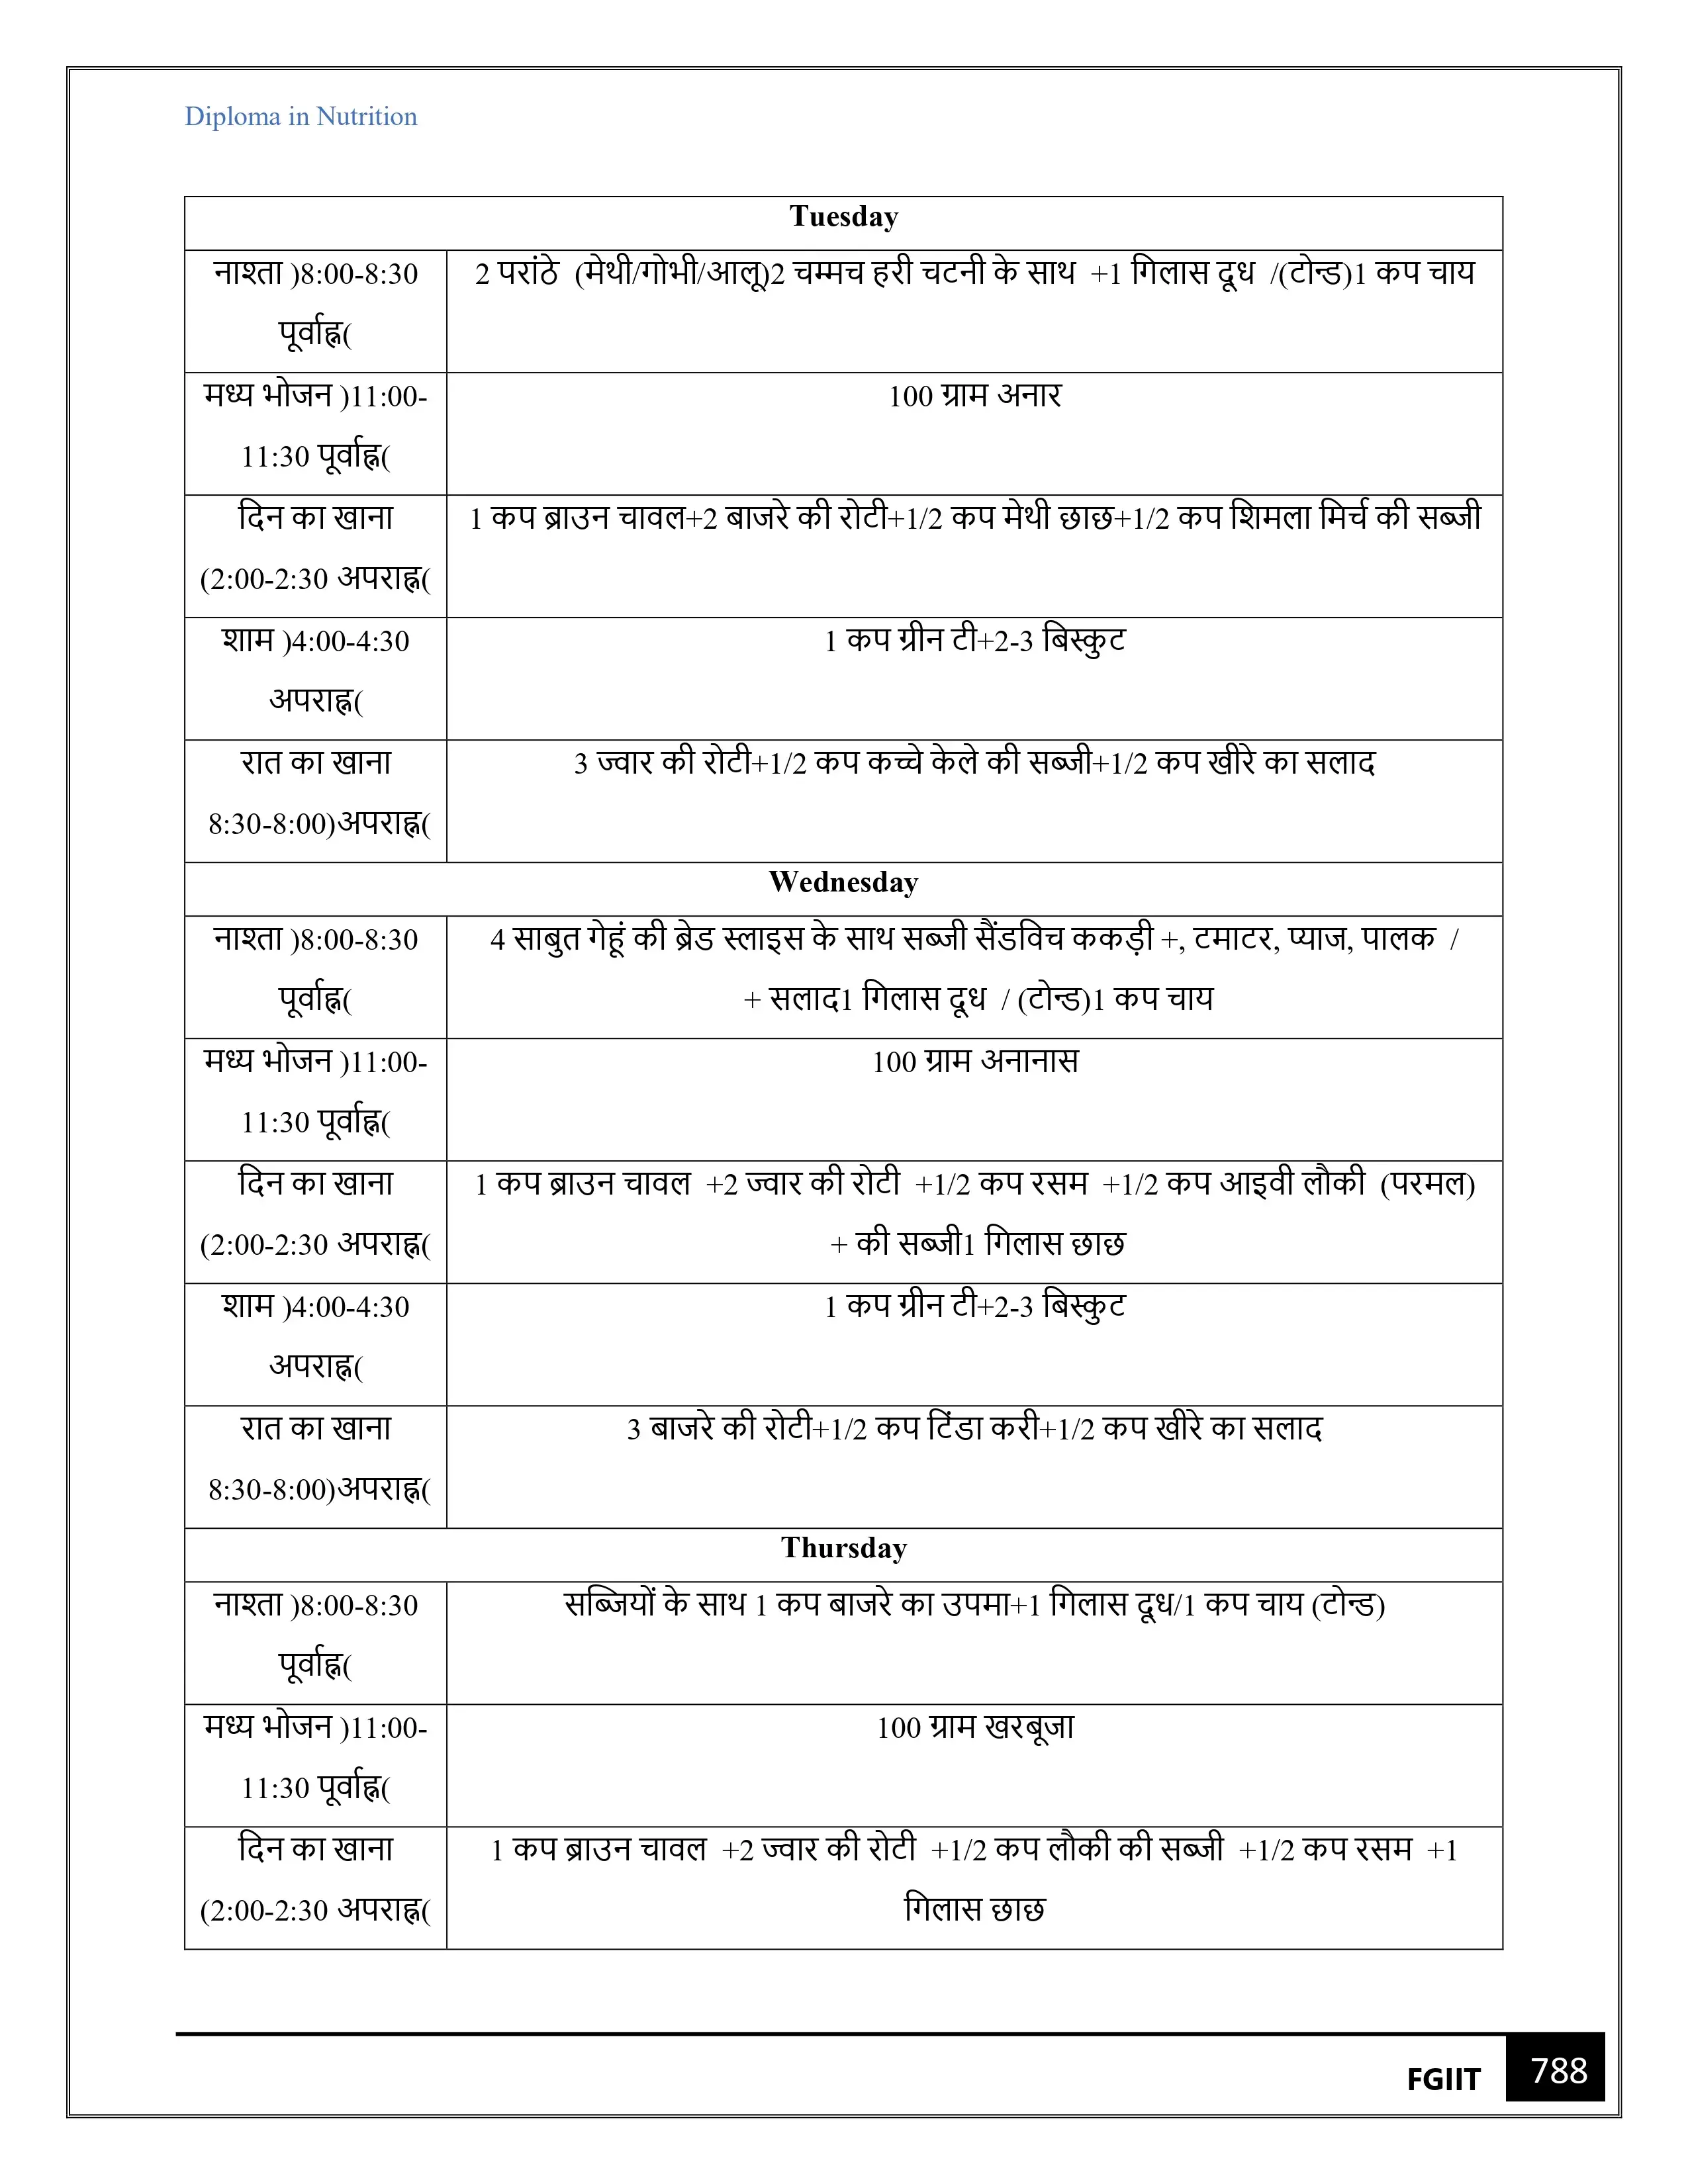 Diploma in Nutrition
Tuesday
नाश्ता )8:00-8:30
पूर्वाह्न(
2 परांठे (मेथी/गोभी/आलू)2 चम्मच हरी चटनी के साथ +1 गिलास दूध /(टोन्ड)1 कप चाय
मध्य भोजन )11:00-
11:30 पूर्वाह्न(
100 ग्राम अनार
दिन का खाना
(2:00-2:30 अपराह्न(
1 कप ब्राउन चावल+2 बाजरे की रोटी+1/2 कप मेथी छाछ+1/2 कप शिमला मिर्च की सब्जी
शाम )4:00-4:30
अपराह्न(
1 कप ग्रीन टी+2-3 बिस्कुट
रात का खाना
8:30-8:00)अपराह्न(
3 ज्वार की रोटी+1/2 कप कच्चे केले की सब्जी+1/2 कप खीरे का सलाद
Wednesday
नाश्ता )8:00-8:30
पूर्वाह्न(
4 साबुत गेहूं की ब्रेड स्लाइस के साथ सब्जी सैंडविच ककड़ी +, टमाटर, प्याज, पालक /
+ सलाद1 गिलास दूध / (टोन्ड)1 कप चाय
मध्य भोजन )11:00-
11:30 पूर्वाह्न(
100 ग्राम अनानास
दिन का खाना
(2:00-2:30 अपराह्न(
1 कप ब्राउन चावल +2 ज्वार की रोटी +1/2 कप रसम +1/2 कप आइवी लौकी (परमल)
+ की सब्जी1 गिलास छाछ
शाम )4:00-4:30
अपराह्न(
1 कप ग्रीन टी+2-3 बिस्कुट
रात का खाना
8:30-8:00)अपराह्न(
3 बाजरे की रोटी+1/2 कप टिंडा करी+1/2 कप खीरे का सलाद
Thursday
नाश्ता )8:00-8:30
पूर्वाह्न(
सब्जियों के साथ 1 कप बाजरे का उपमा+1 गिलास दूध/1 कप चाय (टोन्ड)
मध्य भोजन )11:00-
11:30 पूर्वाह्न(
100 ग्राम खरबूजा
दिन का खाना
(2:00-2:30 अपराह्न(
1 कप ब्राउन चावल +2 ज्वार की रोटी +1/2 कप लौकी की सब्जी +1/2 कप रसम +1
गिलास छाछ
FGIIT 788